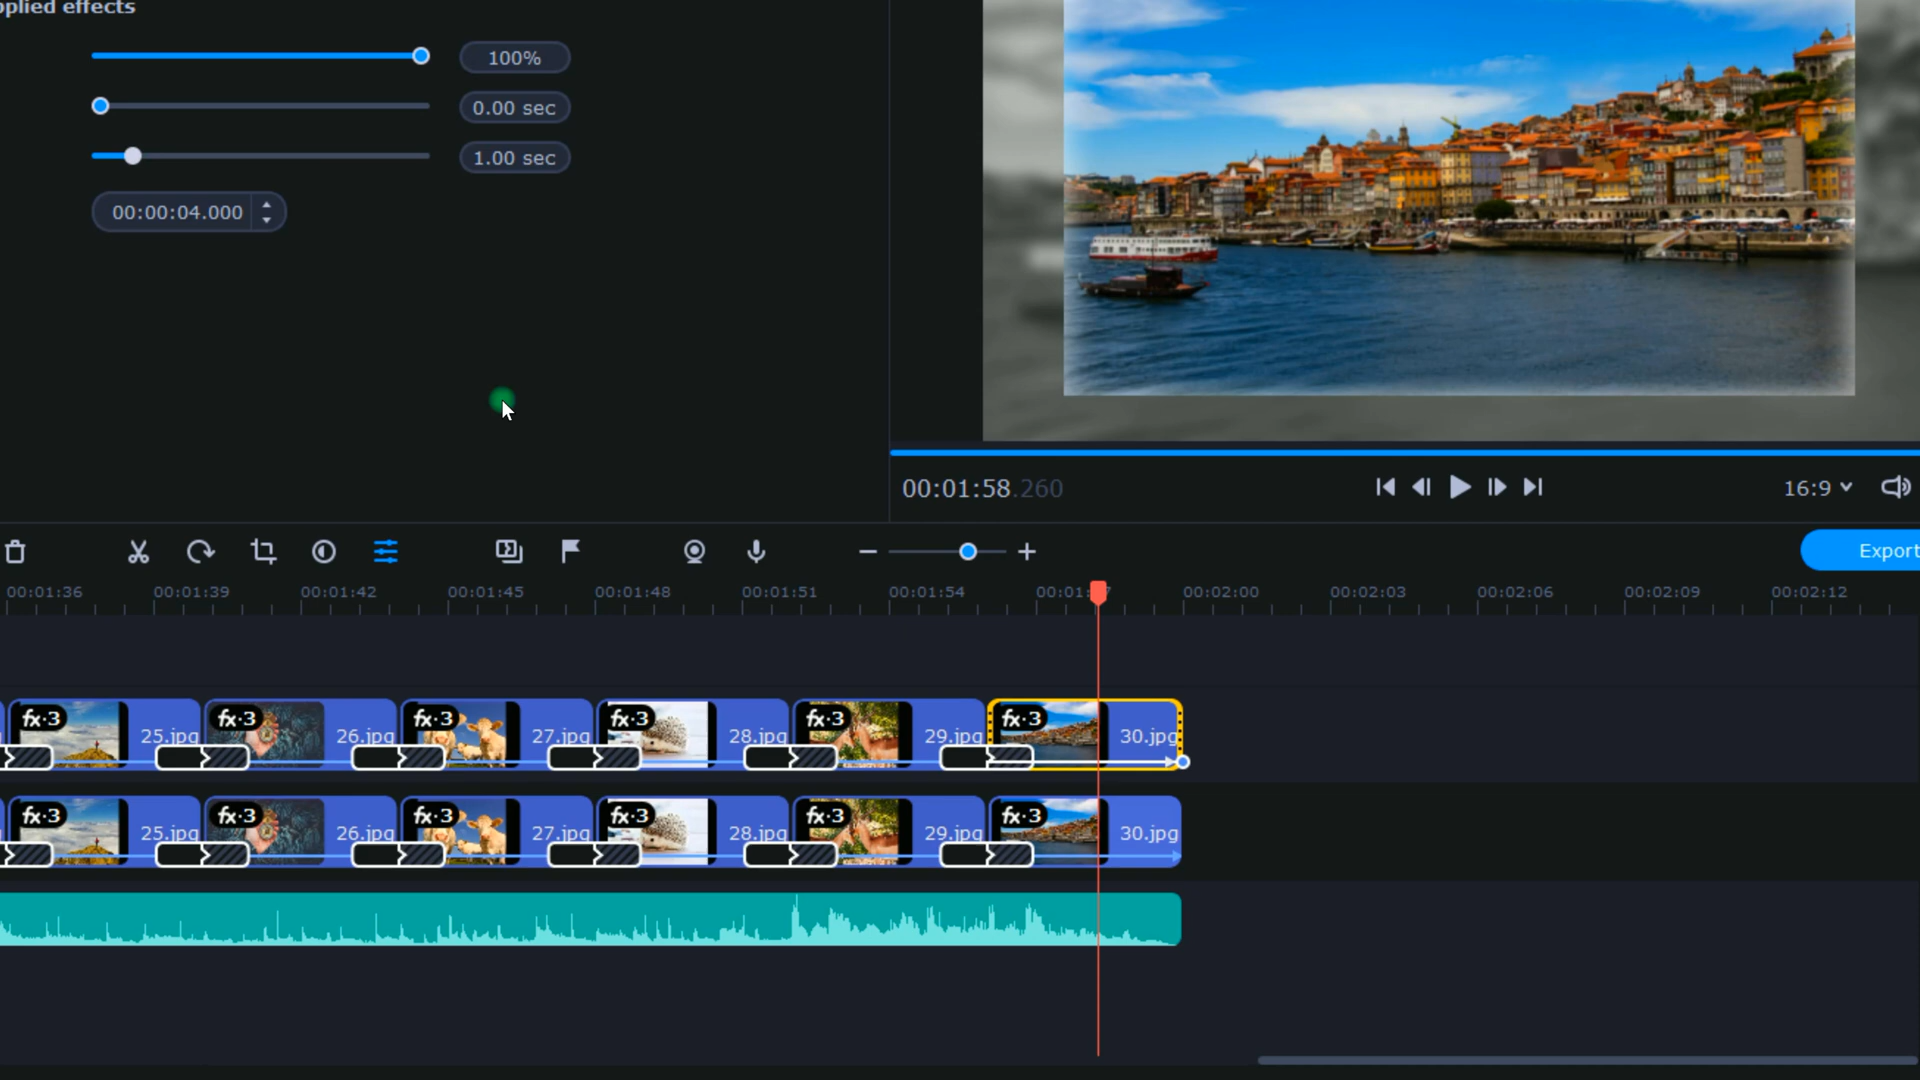 pplied effects
100%
0.00 sec
1.00 sec
00:00:04.000
00:01:58.260
16:9
Export
00:01:36 00:01:39 00:01:42 00:01:45 00:01:48 00:01:51 00:01:54 00:01: 7 00:02:00 00:02:03 00:02:06 00:02:09 00:02:12
fx·3 25.jpg fx·3 26.jpg fx·3 27.jpg fx·3 28.jpg fx·3 29.jpg fx·3 30.jpg
fx·3 25.jpg fx·3 26.jpg fx·3 27.jpg fx·3 28.jpg fx·3 29.jpg fx·3 30.jpg